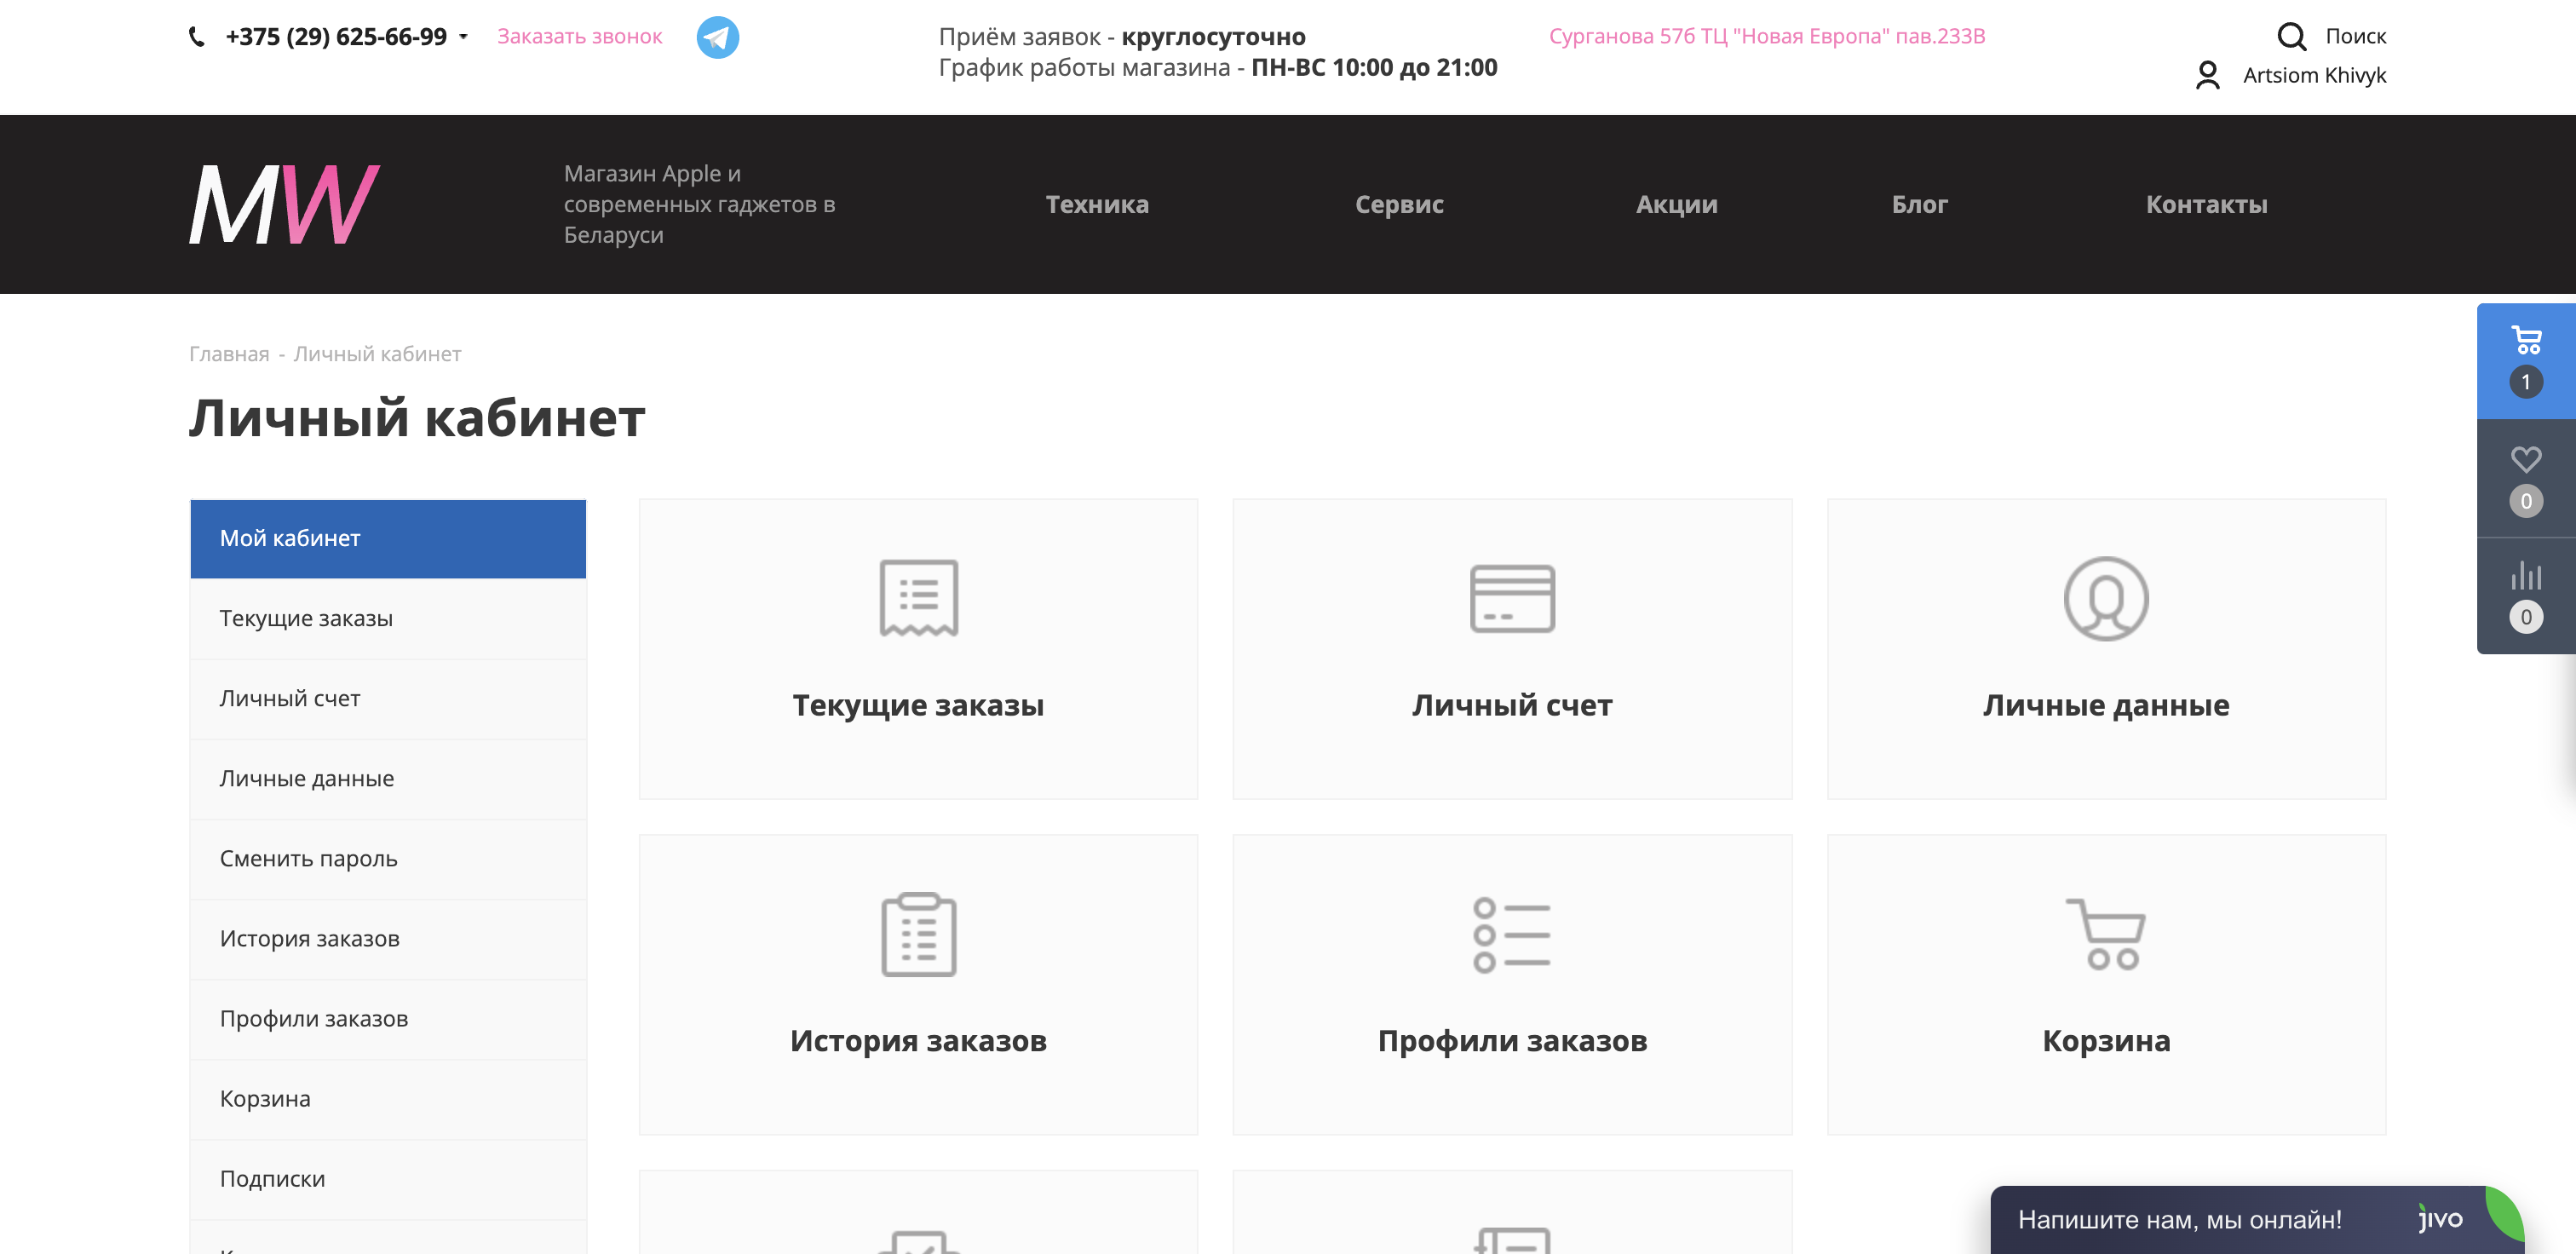 +375 (29) 625-66-99
Заказать звонок
Приём заявок - круглосуточно
График работы магазина - ПН-ВС 10:00 до 21:00
Сурганова 57б ТЦ "Новая Европа" пав.233В
Поиск
Artsiom Khivyk
MW
Магазин Apple и
современных гаджетов в
Беларуси
Техника
Сервис
Акции
Блог
Контакты
1
0
0
Главная - Личный кабинет
Личный кабинет
Мой кабинет
Текущие заказы
Личный счет
Личные данные
Сменить пароль
История заказов
Профили заказов
Корзина
Подписки
Текущие заказы
Личный счет
Личные данные
История заказов
Профили заказов
Корзина
Напишите нам, мы онлайн!
jivo